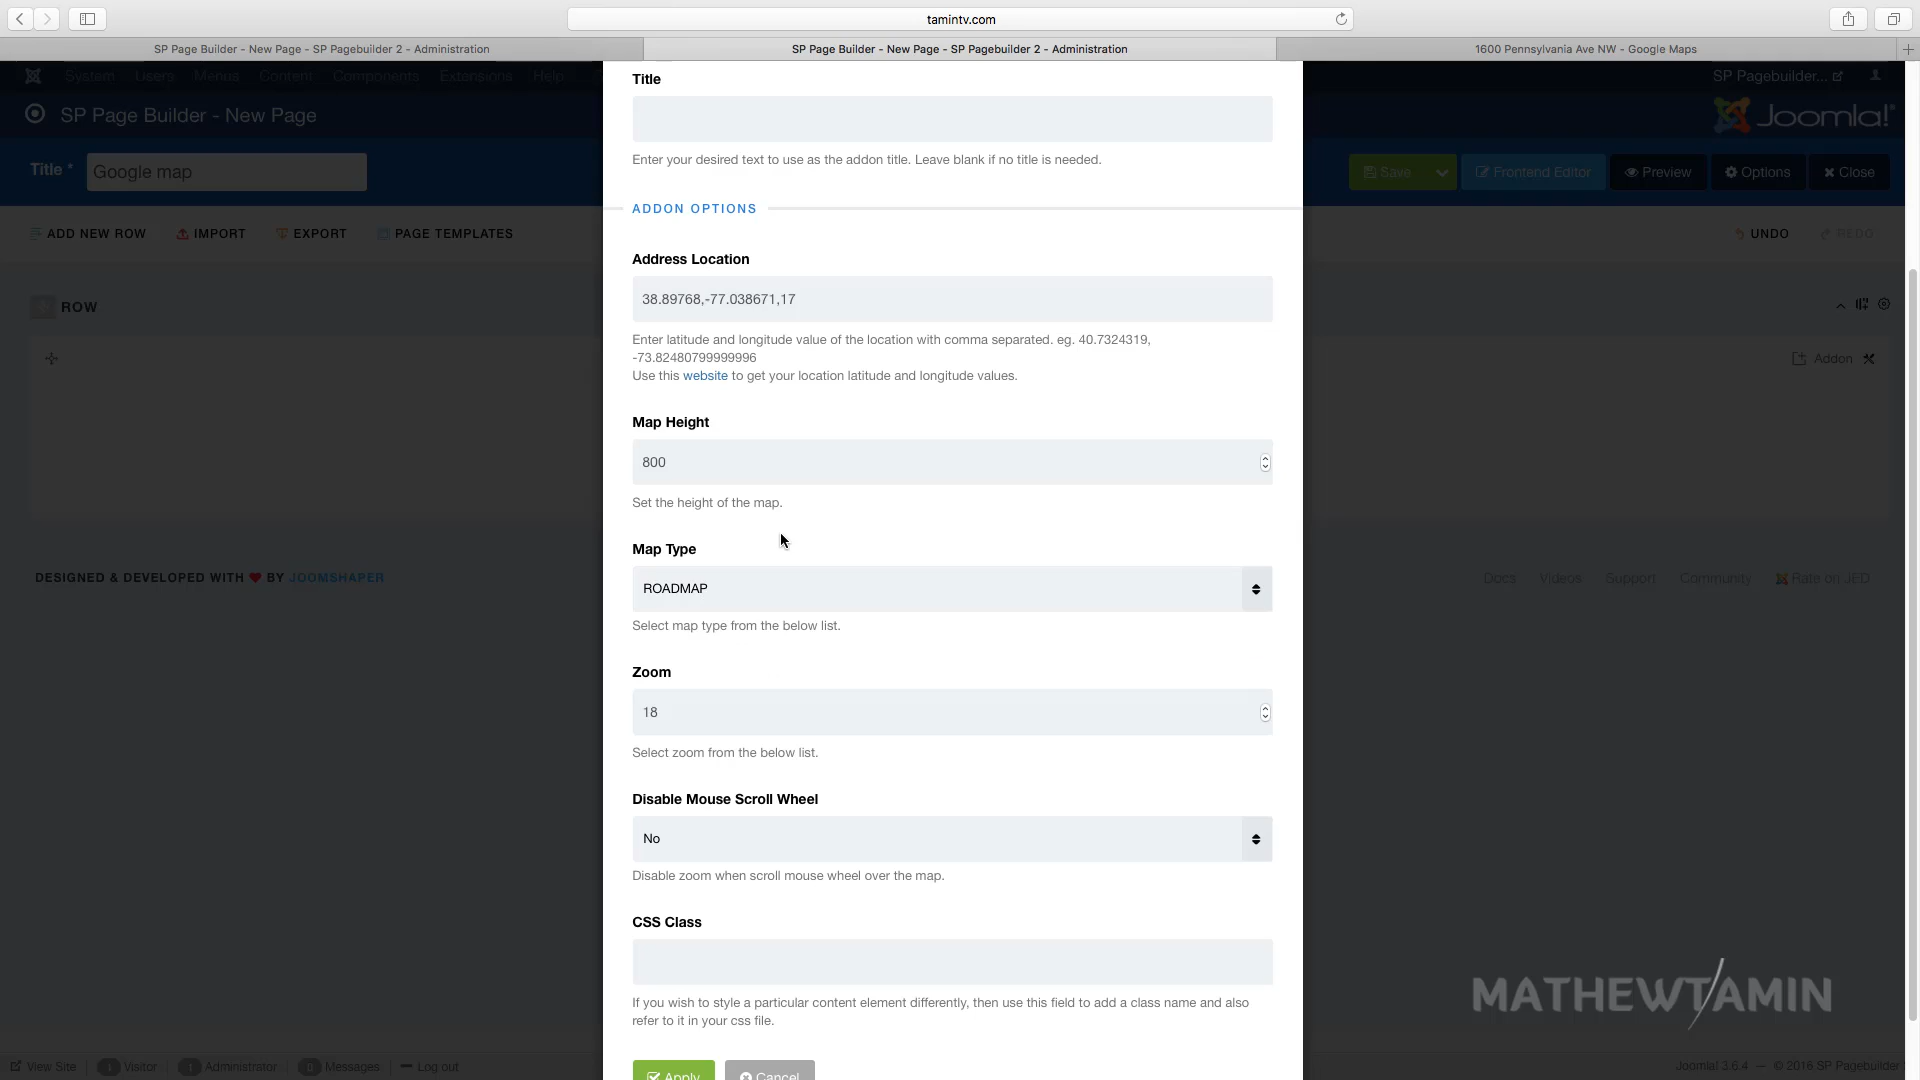 tamintv.com
SP Page Builder - New Page - SP Pagebuilder 2 - Administration
SP Page Builder - New Page - SP Pagebuilder 2 - Administration
1600 Pennsylvania Ave NW - Google Maps
System Users Menus Content Components Extensions Help
SP Pagebuilder...
SP Page Builder - New Page
Joomla!
Title *
Google map
Save
Frontend Editor
Preview
Options
Close
ADD NEW ROW
IMPORT
EXPORT
PAGE TEMPLATES
UNDO
REDO
ROW
Addon
Title
Enter your desired text to use as the addon title. Leave blank if no title is needed.
ADDON OPTIONS
Address Location
38.89768,-77.038671,17
Enter latitude and longitude value of the location with comma separated. eg. 40.7324319,
-73.82480799999996
Use this website to get your location latitude and longitude values.
Map Height
800
Set the height of the map.
Map Type
ROADMAP
Select map type from the below list.
Zoom
18
Select zoom from the below list.
Disable Mouse Scroll Wheel
No
Disable zoom when scroll mouse wheel over the map.
CSS Class
If you wish to style a particular content element differently, then use this field to add a class name and also
refer to it in your css file.
Apply
Cancel
DESIGNED & DEVELOPED WITH BY JOOMSHAPER
Docs Videos Support Community Rate on JED
MATHEWTAMIN
View Site
Visitor
Administrator
Messages
Log out
Joomla! 3.6.4 — © 2016 SP Pagebuilder